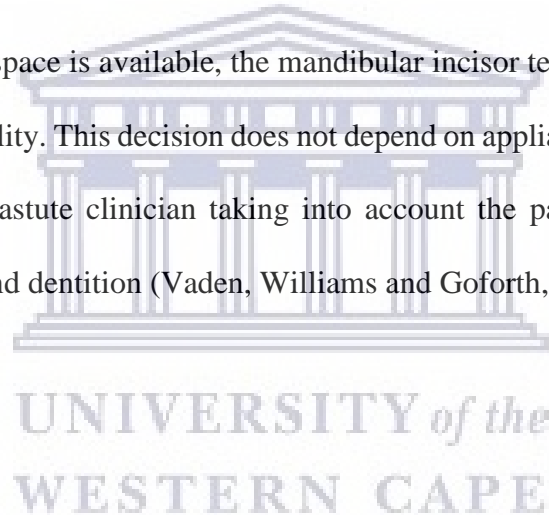 space is available, the mandibular incisor te
lity. This decision does not depend on applia
astute clinician taking into account the pa
nd dentition (Vaden, Williams and Goforth,
UNIVERSITY of the
WESTERN CAPE